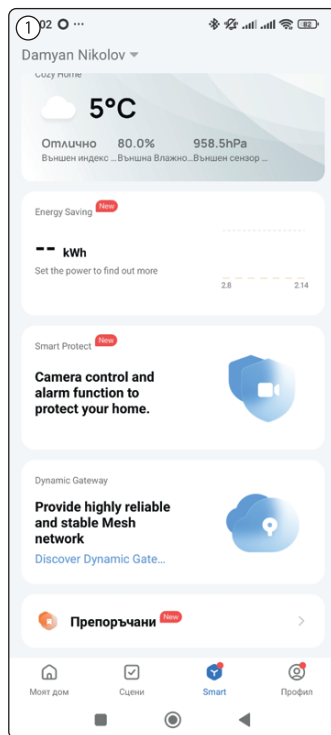 1
02
82
Damyan Nikolov
Cozy Home
5°C
Отлично 80.0% 958.5hPa
Външен индекс ... Външна Влажно... Външен сензор ...
Energy Saving New
-- kWh
Set the power to find out more
2.8 2.14
Smart Protect New
Camera control and
alarm function to
protect your home.
Dynamic Gateway
Provide highly reliable
and stable Mesh
network
Discover Dynamic Gate...
Препоръчани New
Моят дом Сцени Smart Профил